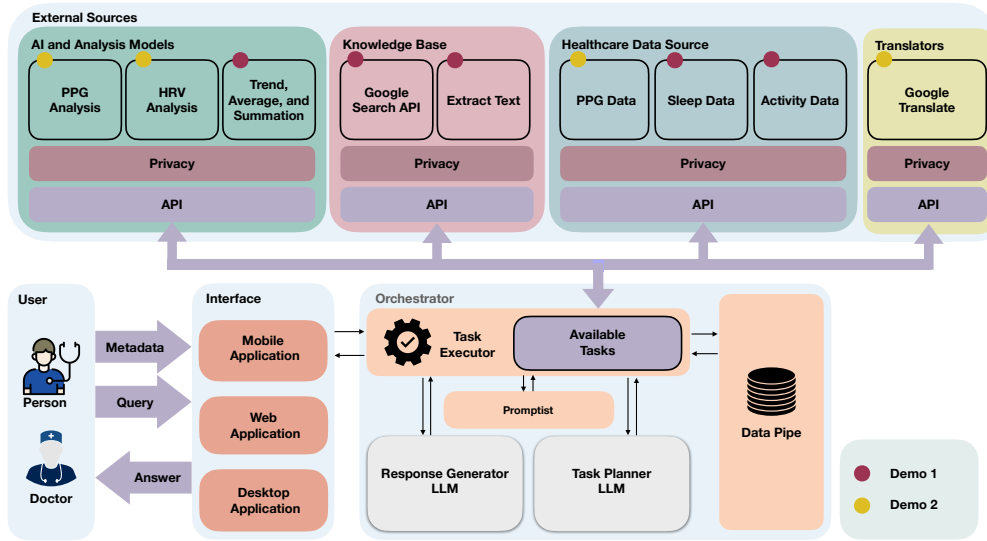 External Sources
AI and Analysis Models
PPG
Analysis
HRV
Analysis
Trend,
Average, and
Summation
Privacy
API
Knowledge Base
Google
Search API
Extract Text
Privacy
API
Healthcare Data Source
PPG Data
Sleep Data
Activity Data
Privacy
API
Translators
Google
Translate
Privacy
API
User
Person
Doctor
Metadata
Query
Answer
Interface
Mobile
Application
Web
Application
Desktop
Application
Orchestrator
Task
Executor
Available
Tasks
Promptist
Response Generator
LLM
Task Planner
LLM
Data Pipe
Demo 1
Demo 2